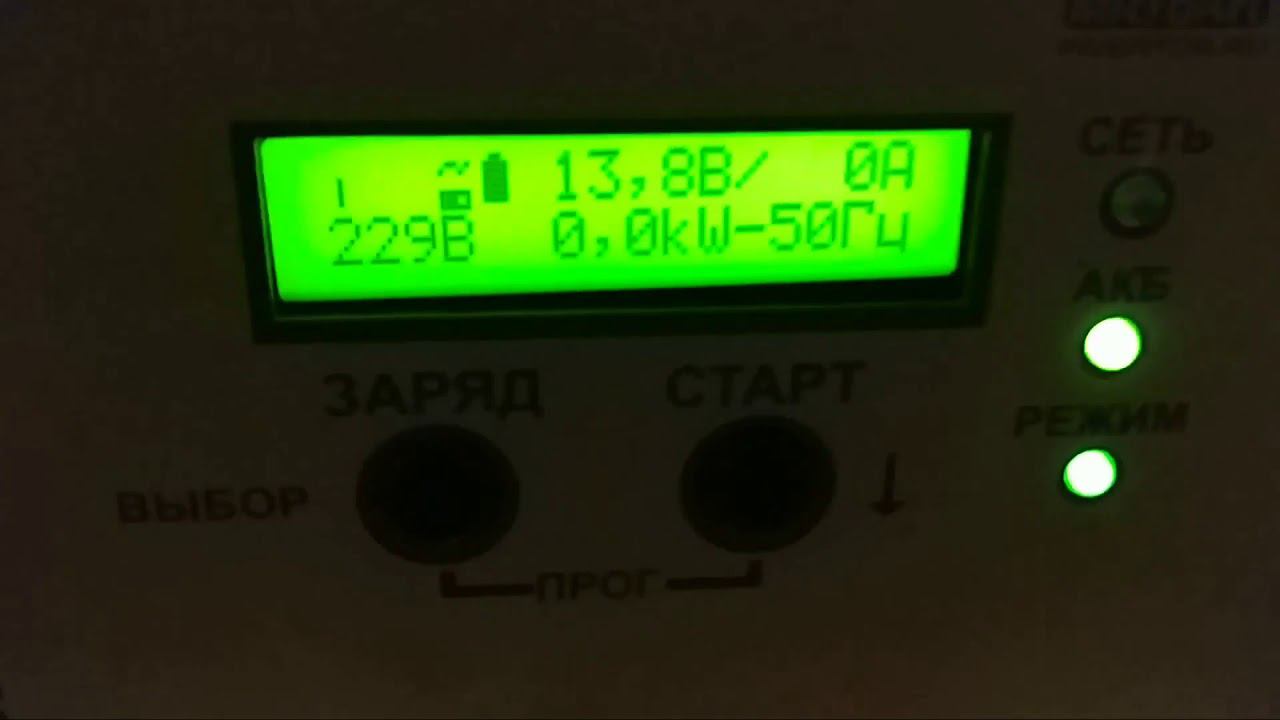 13,8В/ 0А
229В 0,0kW-50Гц
СЕТЬ
АКБ
РЕЖИМ
ЗАРЯД СТАРТ
ВЫБОР
ПРОГ